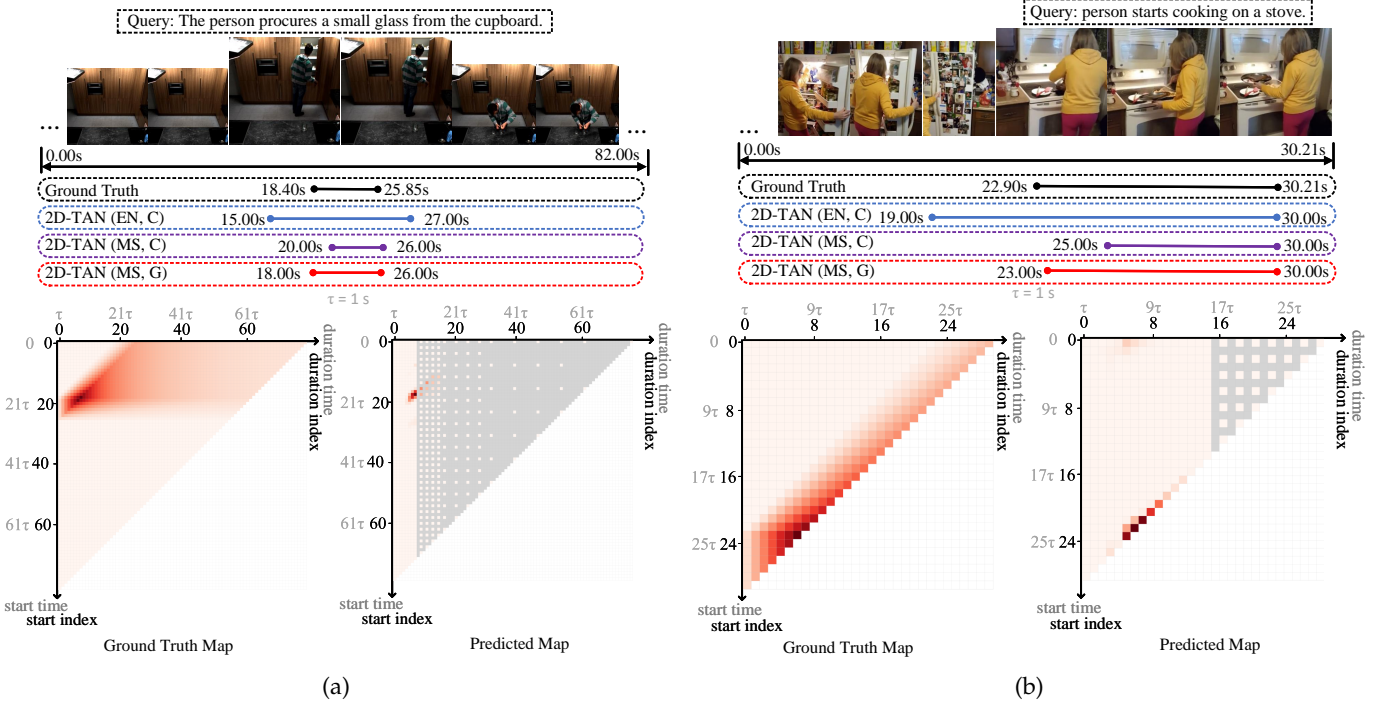 Query: The person procures a small glass from the cupboard.
...
...
0.00s
82.00s
Ground Truth
18.40s
25.85s
2D-TAN (EN, C)
15.00s
27.00s
2D-TAN (MS, C)
20.00s
26.00s
2D-TAN (MS, G)
18.00s
26.00s
τ = 1 s
τ 21τ 41τ 61τ
0 20 40 60
duration time
duration index
0 0
21τ 20
41τ 40
61τ 60
start time
start index
Ground Truth Map
τ 21τ 41τ 61τ
0 20 40 60
duration time
duration index
0 0
21τ 20
41τ 40
61τ 60
start time
start index
Predicted Map
(a)
Query: person starts cooking on a stove.
...
0.00s
30.21s
Ground Truth
22.90s
30.21s
2D-TAN (EN, C)
19.00s
30.00s
2D-TAN (MS, C)
25.00s
30.00s
2D-TAN (MS, G)
23.00s
30.00s
τ = 1 s
τ 9τ 17τ 25τ
0 8 16 24
duration time
duration index
0 0
9τ 8
17τ 16
25τ 24
start time
start index
Ground Truth Map
τ 9τ 17τ 25τ
0 8 16 24
duration time
duration index
0 0
9τ 8
17τ 16
25τ 24
start time
start index
Predicted Map
(b)